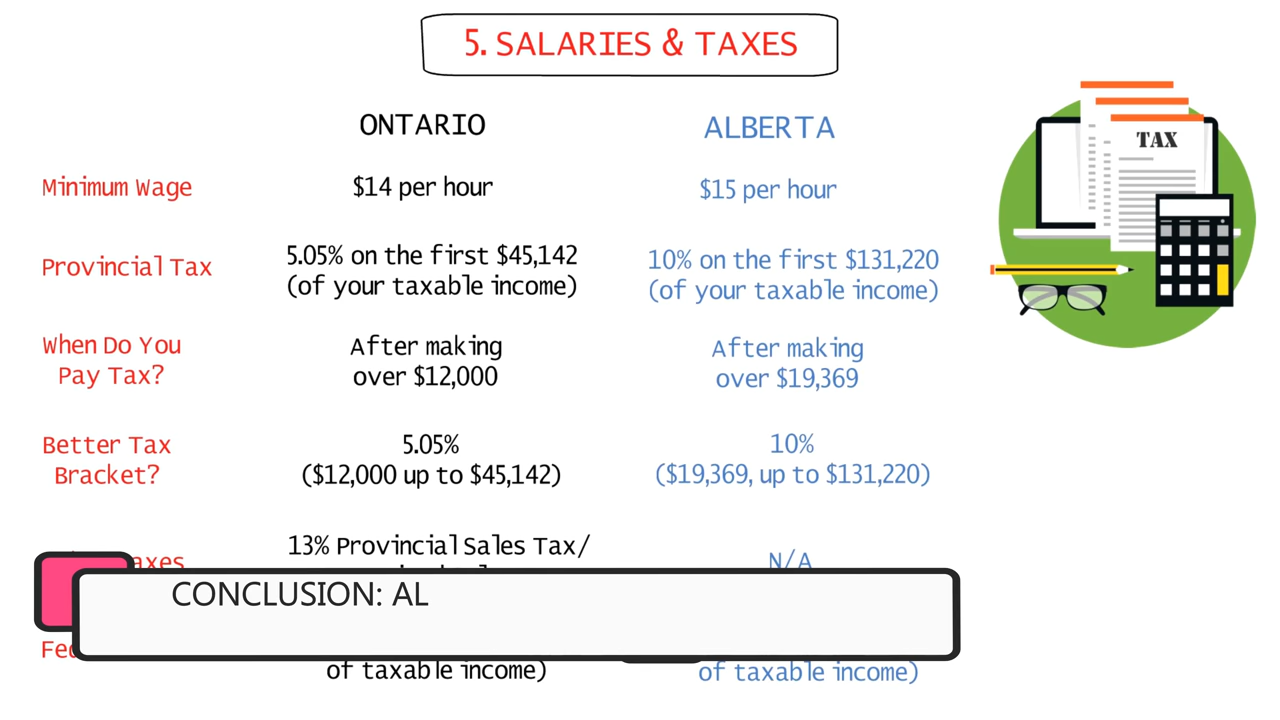 5. SALARIES & TAXES
TAX
ONTARIO ALBERTA
Minimum Wage $14 per hour $15 per hour
Provincial Tax
5.05% on the first $45,142
(of your taxable income)
10% on the first $131,220
(of your taxable income)
When Do You
Pay Tax?
After making
over $12,000
After making
over $19,369
Better Tax
Bracket?
5.05%
($12,000 up to $45,142)
10%
($19,369, up to $131,220)
13% Provincial Sales Tax/
N/A
CONCLUSION: AL
of taxable income)
of taxable income)